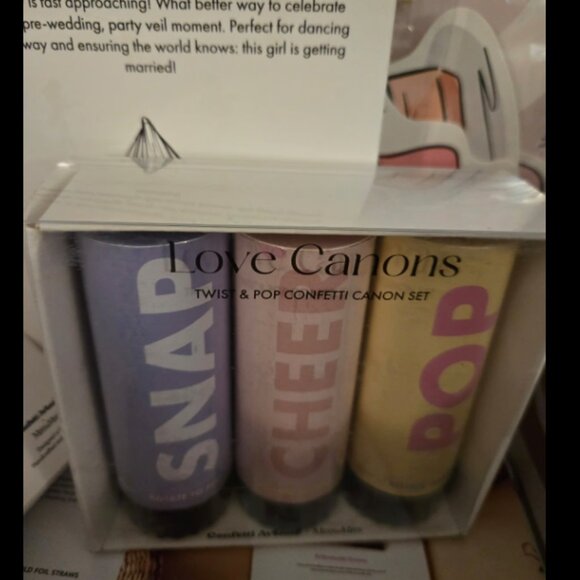 is fast approaching! What better way to celebrate
pre-wedding, party veil moment. Perfect for dancing
way and ensuring the world knows: this girl is getting
married!
Love Canons
TWIST & POP CONFETTI CANON SET
SNAP
CHEER
POP
LD FOIL STRAWS